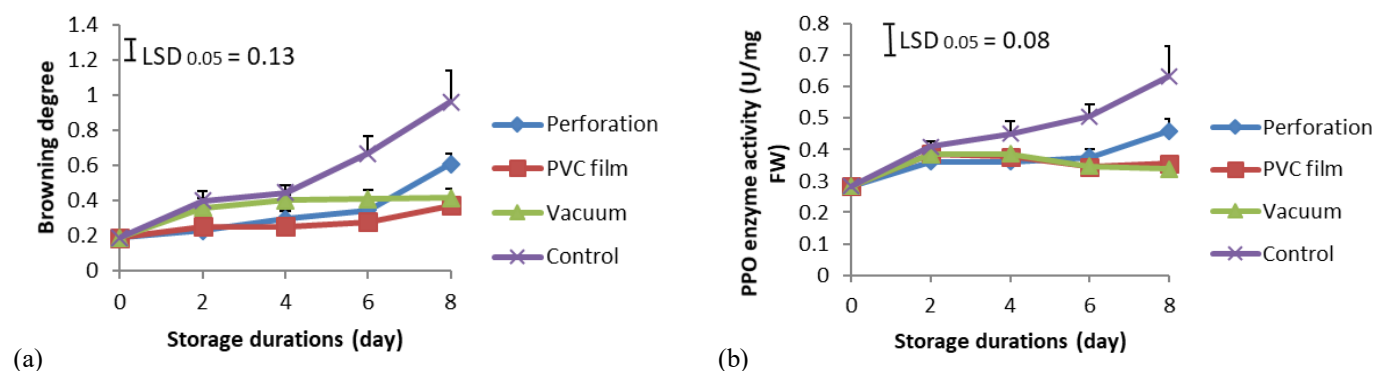 1.4
1.2
1
0.8
0.6
0.4
0.2
0
LSD 0.05 = 0.13
Browning degree
0 2 4 6 8
Storage durations (day)
Perforation
PVC film
Vacuum
Control
(a)
0.8
0.7
0.6
0.5
0.4
0.3
0.2
0.1
0
LSD 0.05 = 0.08
PPO enzyme activity (U/mg
FW)
0 2 4 6 8
Storage durations (day)
Perforation
PVC film
Vacuum
Control
(b)